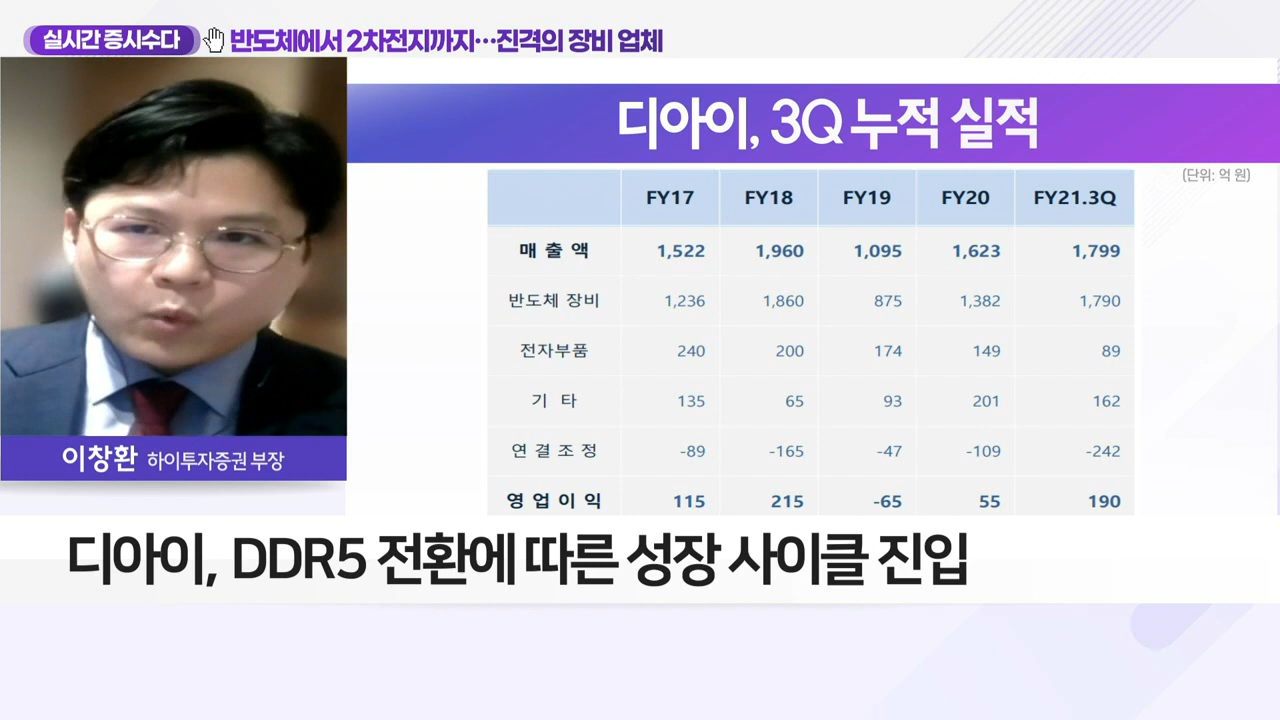 실시간 증시수다 반도체에서 2차전지까지…진격의 장비 업체
디아이, 3Q 누적 실적
(단위: 억 원)
FY17 FY18 FY19 FY20 FY21.3Q
매 출 액 1,522 1,960 1,095 1,623 1,799
반도체 장비 1,236 1,860 875 1,382 1,790
전자부품 240 200 174 149 89
기 타 135 65 93 201 162
연 결 조 정 -89 -165 -47 -109 -242
영 업 이 익 115 215 -65 55 190
이창환 하이투자증권 부장
디아이, DDR5 전환에 따른 성장 사이클 진입